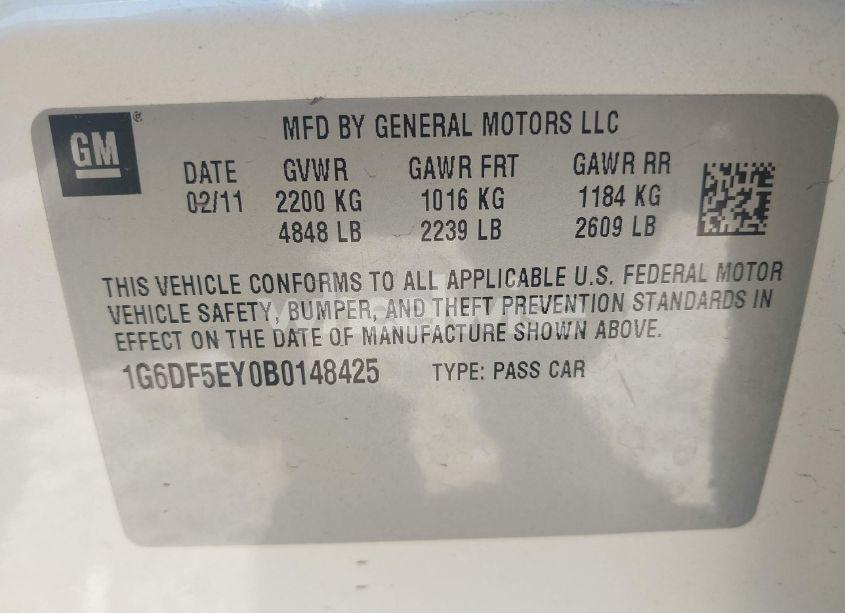 GM®
MFD BY GENERAL MOTORS LLC
DATE GVWR GAWR FRT GAWR RR
02/11 2200 KG 1016 KG 1184 KG
4848 LB 2239 LB 2609 LB
THIS VEHICLE CONFORMS TO ALL APPLICABLE U.S. FEDERAL MOTOR
VEHICLE SAFETY, BUMPER, AND THEFT PREVENTION STANDARDS IN
EFFECT ON THE DATE OF MANUFACTURE SHOWN ABOVE.
1G6DF5EY0B0148425 TYPE: PASS CAR